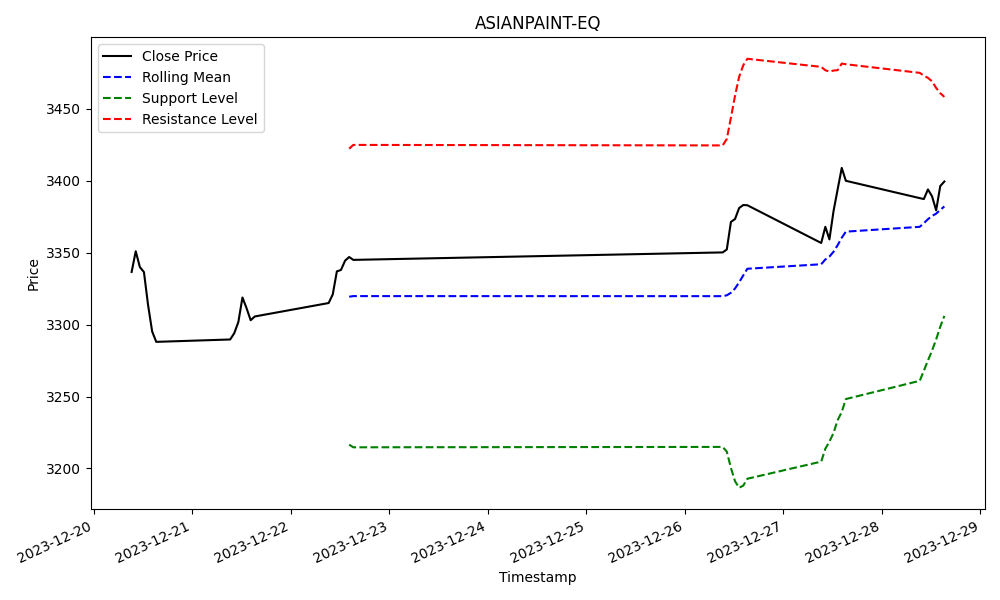 ASIANPAINT-EQ
Close Price
Rolling Mean
Support Level
Resistance Level
Price
3450
3400
3350
3300
3250
3200
2023-12-20
2023-12-21
2023-12-22
2023-12-23
2023-12-24
2023-12-25
2023-12-26
2023-12-27
2023-12-28
2023-12-29
Timestamp